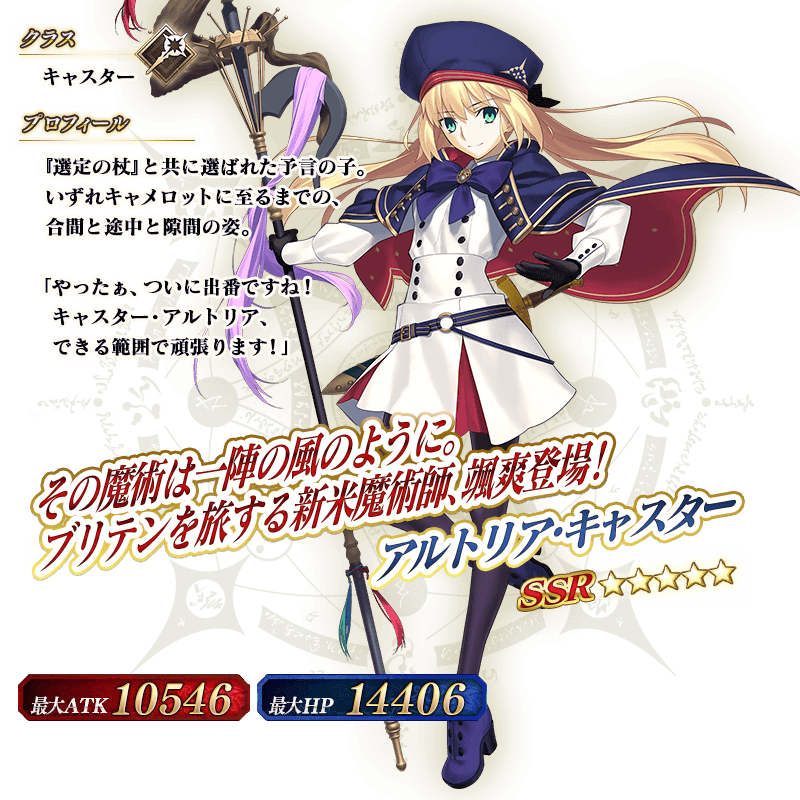 クラス
キャスター
プロフィール
『選定の杖』と共に選ばれた予言の子。
いずれキャメロットに至るまでの、
合間と途中と隙間の姿。
「やったぁ、ついに出番ですね!
キャスター・アルトリア、
できる範囲で頑張ります!」
その魔術は一陣の風のように。
ブリテンを旅する新米魔術師、颯爽登場!
アルトリア・キャスター
SSR ☆☆☆☆☆
最大ATK 10546
最大HP 14406